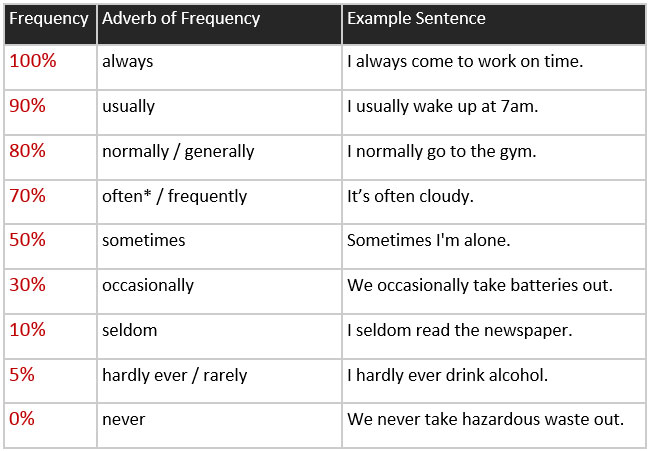 Frequency Adverb of Frequency Example Sentence
100% always I always come to work on time.
90% usually I usually wake up at 7am.
80% normally / generally I normally go to the gym.
70% often* / frequently It’s often cloudy.
50% sometimes Sometimes I'm alone.
30% occasionally We occasionally take batteries out.
10% seldom I seldom read the newspaper.
5% hardly ever / rarely I hardly ever drink alcohol.
0% never We never take hazardous waste out.